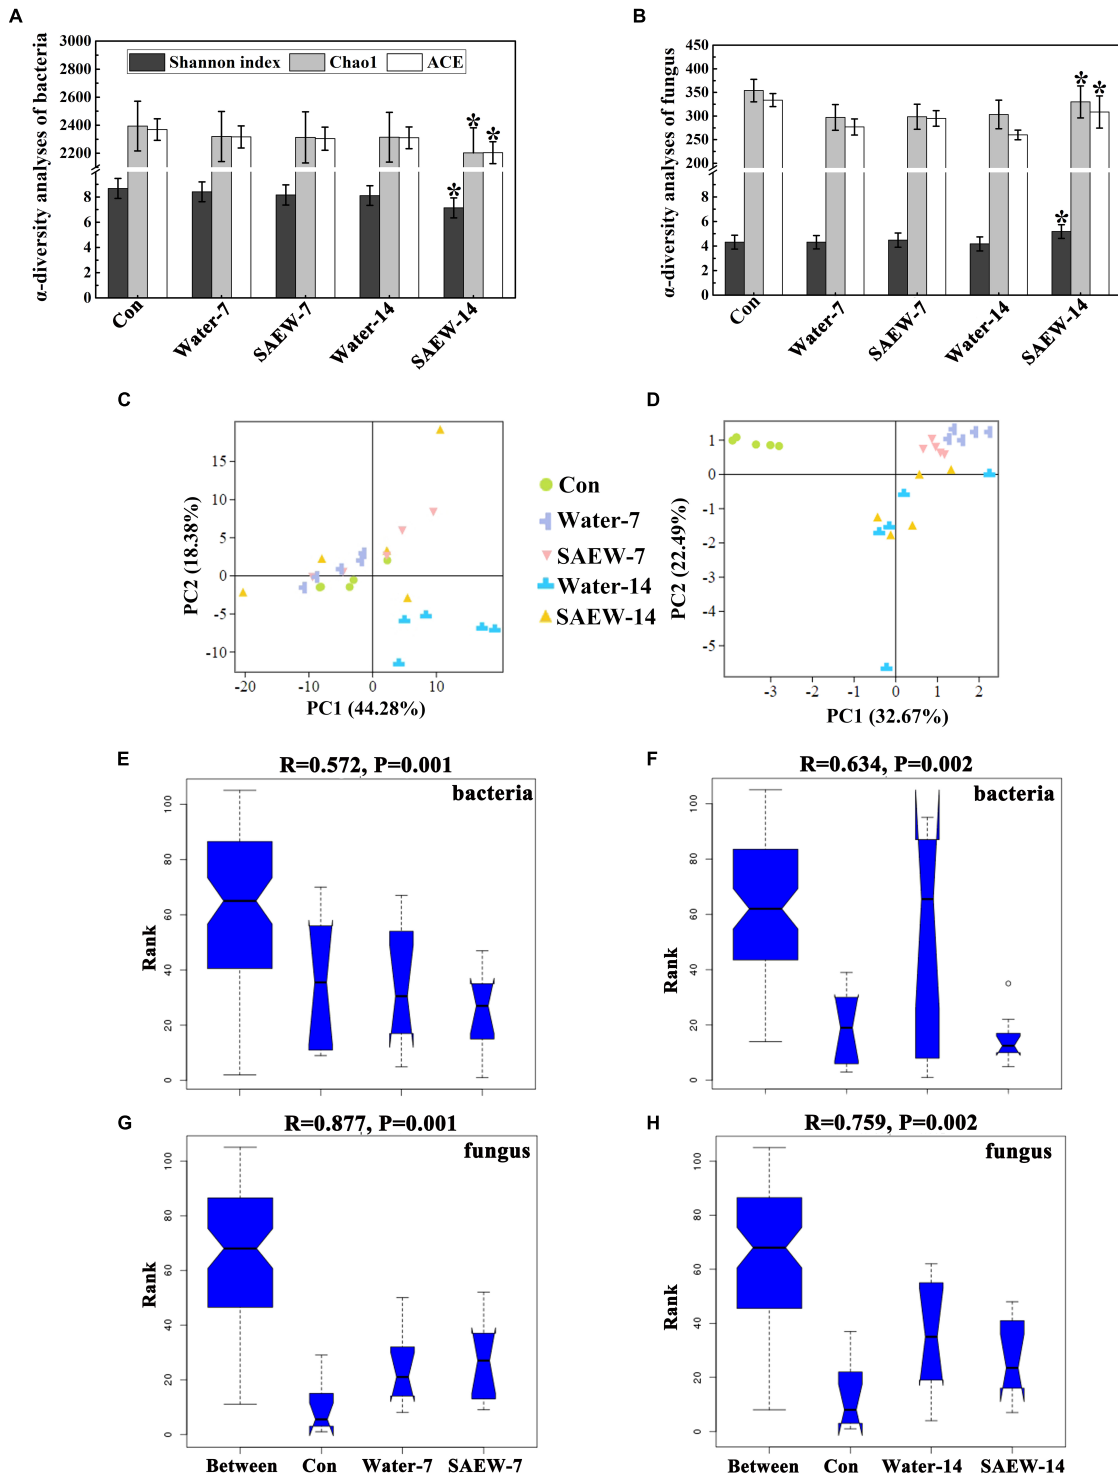 A
B
α-diversity analyses of bacteria
3000
2800
2600
2400
2200
8
6
4
2
0
Shannon index
Chao1
ACE
*
*
*
Con
Water-7
SAEW-7
Water-14
SAEW-14
α-diversity analyses of fungus
450
400
350
300
250
200
8
6
4
2
0
*
*
*
Con
Water-7
SAEW-7
Water-14
SAEW-14
C
PC2 (18.38%)
15
10
5
0
-5
-10
-20
-10
0
10
PC1 (44.28%)
Con
Water-7
SAEW-7
Water-14
SAEW-14
D
PC2 (22.49%)
1
0
-1
-2
-3
-4
-5
-3
-2
-1
0
1
2
PC1 (32.67%)
E
R=0.572, P=0.001
bacteria
Rank
100
80
60
40
20
0
F
R=0.634, P=0.002
bacteria
Rank
100
80
60
40
20
0
G
R=0.877, P=0.001
fungus
Rank
100
80
60
40
20
0
Between
Con
Water-7
SAEW-7
H
R=0.759, P=0.002
fungus
Rank
100
80
60
40
20
0
Between
Con
Water-14
SAEW-14